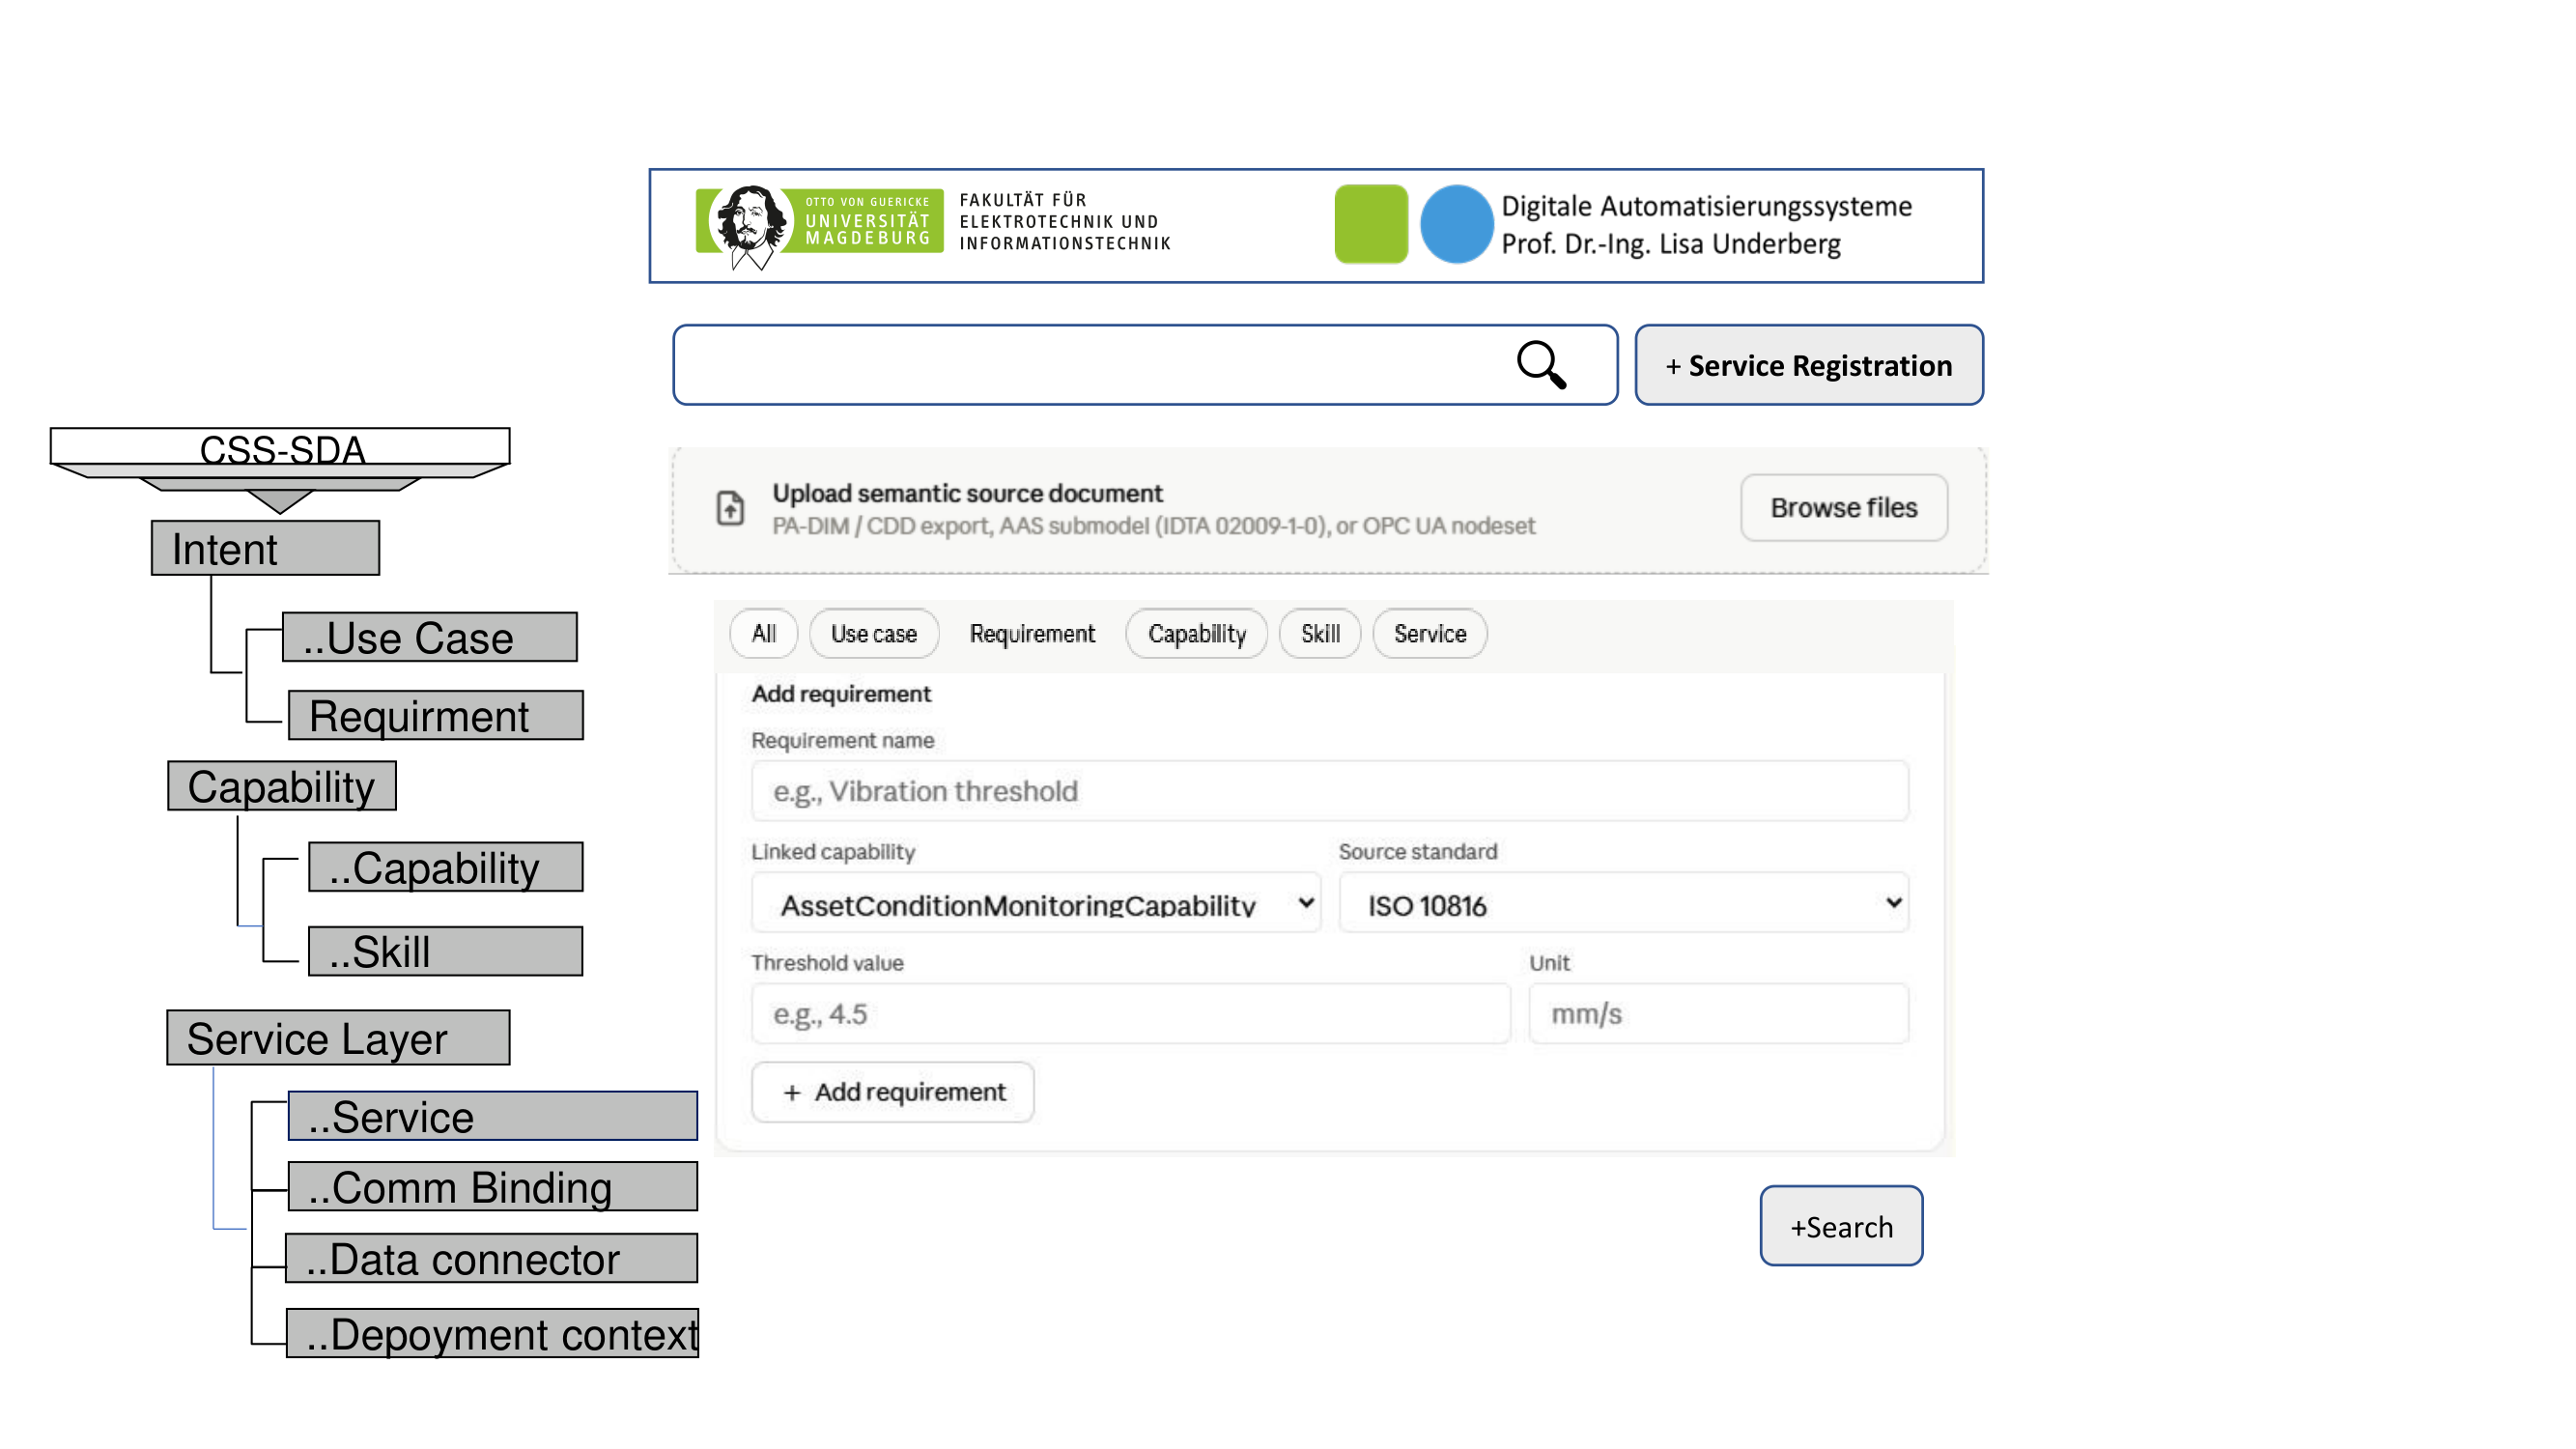 OTTO VON GUERICKE
UNIVERSITÄT
MAGDEBURG
FAKULTÄT FÜR
ELEKTROTECHNIK UND
INFORMATIONSTECHNIK
Digitale Automatisierungssysteme
Prof. Dr.-Ing. Lisa Underberg
+ Service Registration
CSS-SDA
Intent
..Use Case
Requirment
Capability
..Capability
..Skill
Service Layer
..Service
..Comm Binding
..Data connector
..Depoyment context
Upload semantic source document
PA-DIM / CDD export, AAS submodel (IDTA 02009-1-0), or OPC UA nodeset
Browse files
All Use case Requirement Capability Skill Service
Add requirement
Requirement name
e.g., Vibration threshold
Linked capability Source standard
AssetConditionMonitoringCapability ISO 10816
Threshold value Unit
e.g., 4.5 mm/s
+ Add requirement
+Search